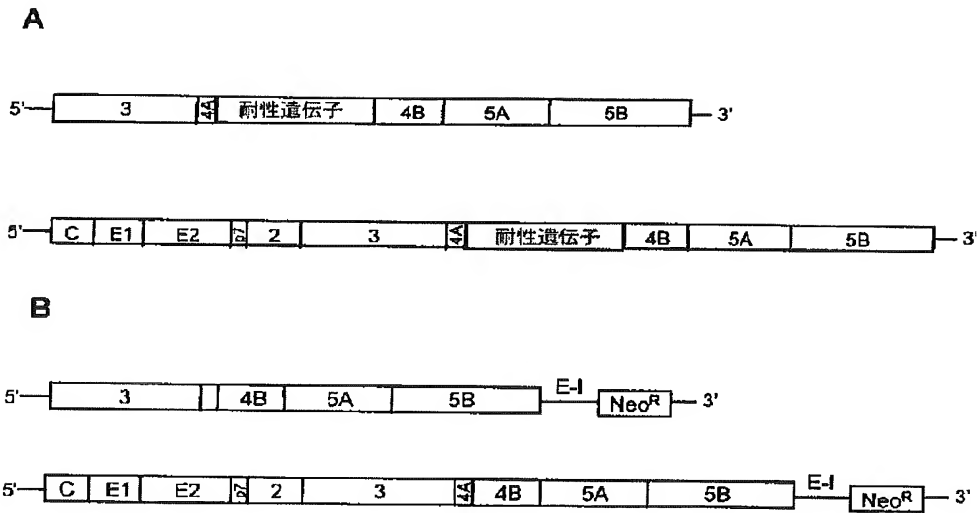 A
5' 3 4A 耐性遺伝子 4B 5A 5B 3'
5' C E1 E2 p7 2 3 4A 耐性遺伝子 4B 5A 5B 3'
B
E-I
5' 3 4B 5A 5B Neo^R 3'
E-I
5' C E1 E2 p7 2 3 4A 4B 5A 5B Neo^R 3'